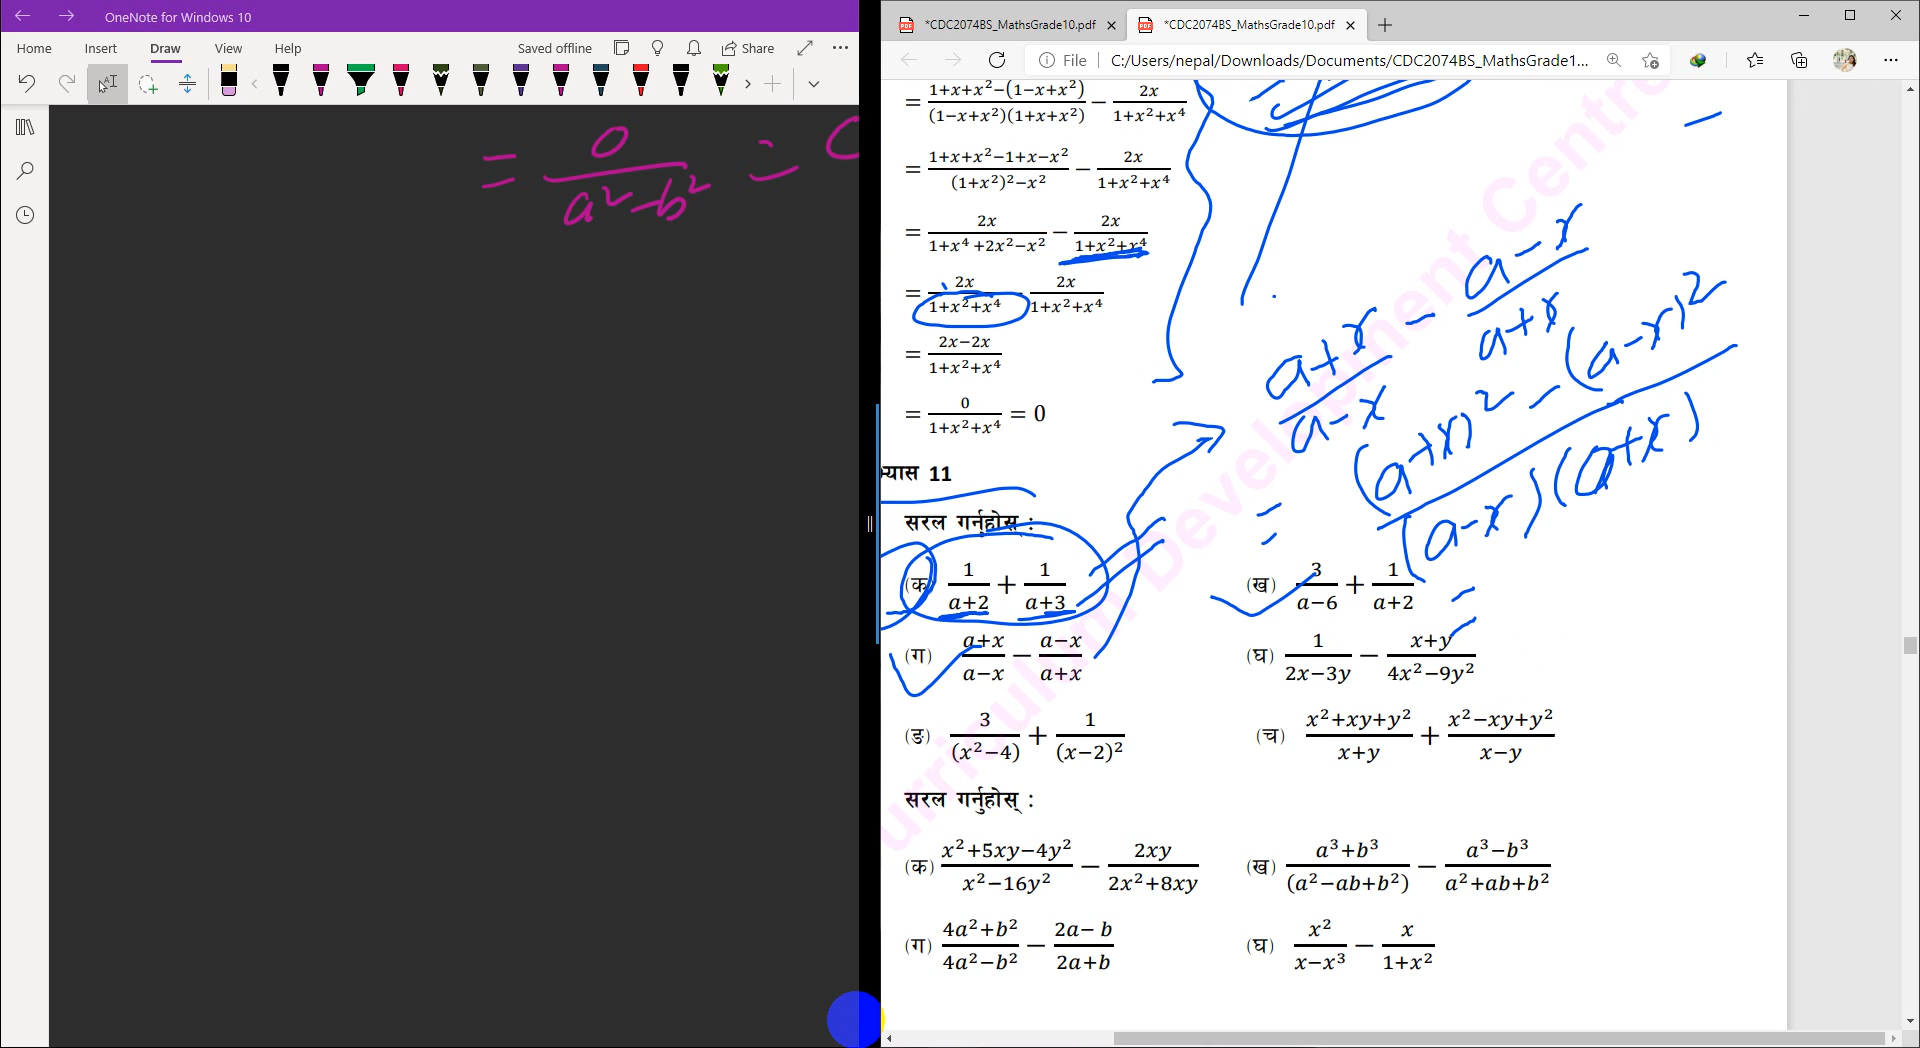 OneNote for Windows 10
Home Insert Draw View Help Saved offline Share
= 0/(a²-b²) =
*CDC2074BS_MathsGrade10.pdf
*CDC2074BS_MathsGrade10.pdf
File C:/Users/nepal/Downloads/Documents/CDC2074BS_MathsGrade1...
= (1+x+x²−(1−x+x²))/((1−x+x²)(1+x+x²)) − 2x/(1+x²+x⁴)
= (1+x+x²−1+x−x²)/((1+x²)²−x²) − 2x/(1+x²+x⁴)
= 2x/(1+x⁴+2x²−x²) − 2x/(1+x²+x⁴)
= 2x/(1+x²+x⁴) 2x/(1+x²+x⁴)
= (2x−2x)/(1+x²+x⁴)
= 0/(1+x²+x⁴) = 0
(a+x)/(a-x) - (a-x)/(a+x)
= ((a+x)² - (a-x)²)/((a-x)(a+x))
=
्यास 11
सरल गर्नुहोस् :
(क) 1/(a+2) + 1/(a+3) (ख) 3/(a−6) + 1/(a+2)
(ग) (a+x)/(a−x) − (a−x)/(a+x) (घ) 1/(2x−3y) − (x+y)/(4x²−9y²)
(ङ) 3/(x²−4) + 1/(x−2)² (च) (x²+xy+y²)/(x+y) + (x²−xy+y²)/(x−y)
सरल गर्नुहोस् :
(क) (x²+5xy−4y²)/(x²−16y²) − 2xy/(2x²+8xy) (ख) (a³+b³)/(a²−ab+b²) − (a³−b³)/(a²+ab+b²)
(ग) (4a²+b²)/(4a²−b²) − (2a− b)/(2a+b) (घ) x²/(x−x³) − x/(1+x²)
urriculum Development Centre